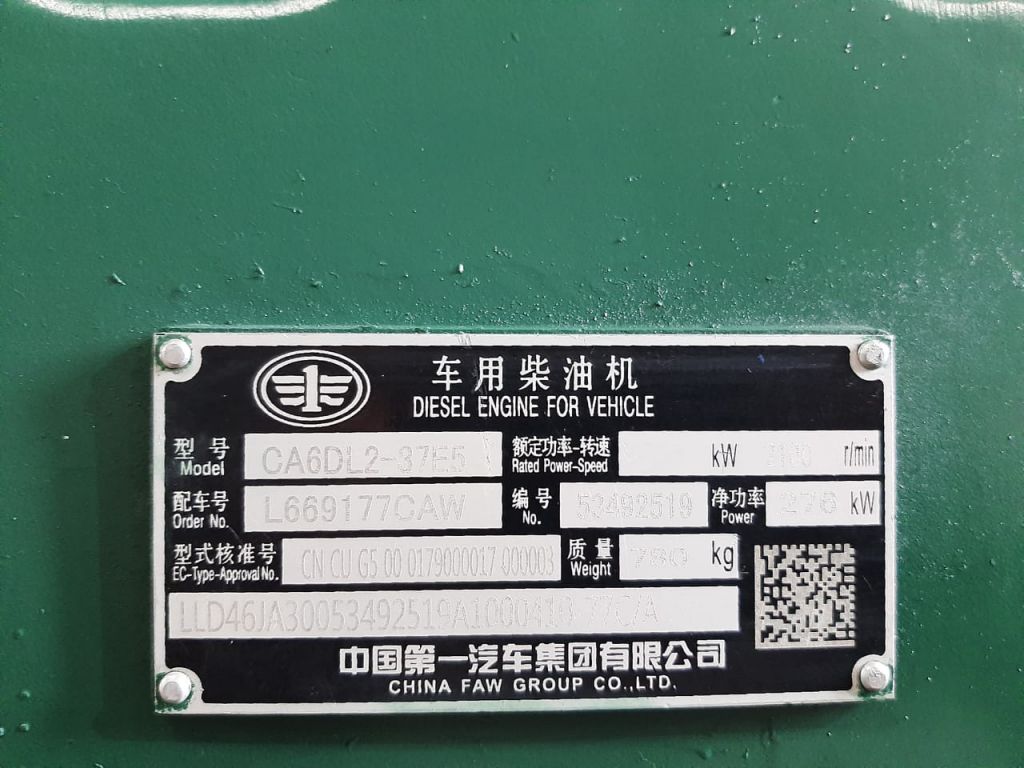 车用柴油机
DIESEL ENGINE FOR VEHICLE
型号 CA6DL2-37E5 额定功率-转速 kW r/min
Model Rated Power-Speed
配车号 L669177CAW 编号 53492519 净功率 276 kW
Order No. No. Power
型式核准号 CN CU G5 00 0179000017 000003 质量 780 kg
EC-Type-Approval No. Weight
LLD46JA30053492519A1000410-77C/A
中国第一汽车集团有限公司
CHINA FAW GROUP CO.,LTD.